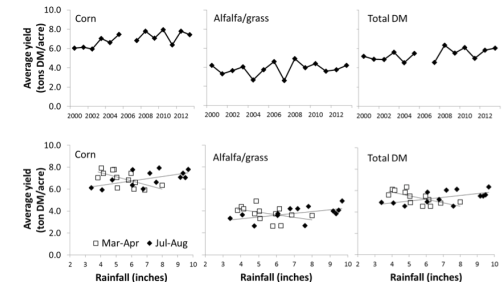 Average yield
(tons DM/acre)
10.0
8.0
6.0
4.0
2.0
0.0
Corn
2000 2002 2004 2006 2008 2010 2012
Alfalfa/grass
2000 2002 2004 2006 2008 2010 2012
Total DM
2000 2002 2004 2006 2008 2010 2012
Average yield
(ton DM/acre)
10.0
8.0
6.0
4.0
2.0
0.0
Corn
Mar-Apr Jul-Aug
2 3 4 5 6 7 8 9 10
Rainfall (inches)
Alfalfa/grass
2 3 4 5 6 7 8 9 10
Rainfall (inches)
Total DM
2 3 4 5 6 7 8 9 10
Rainfall (inches)